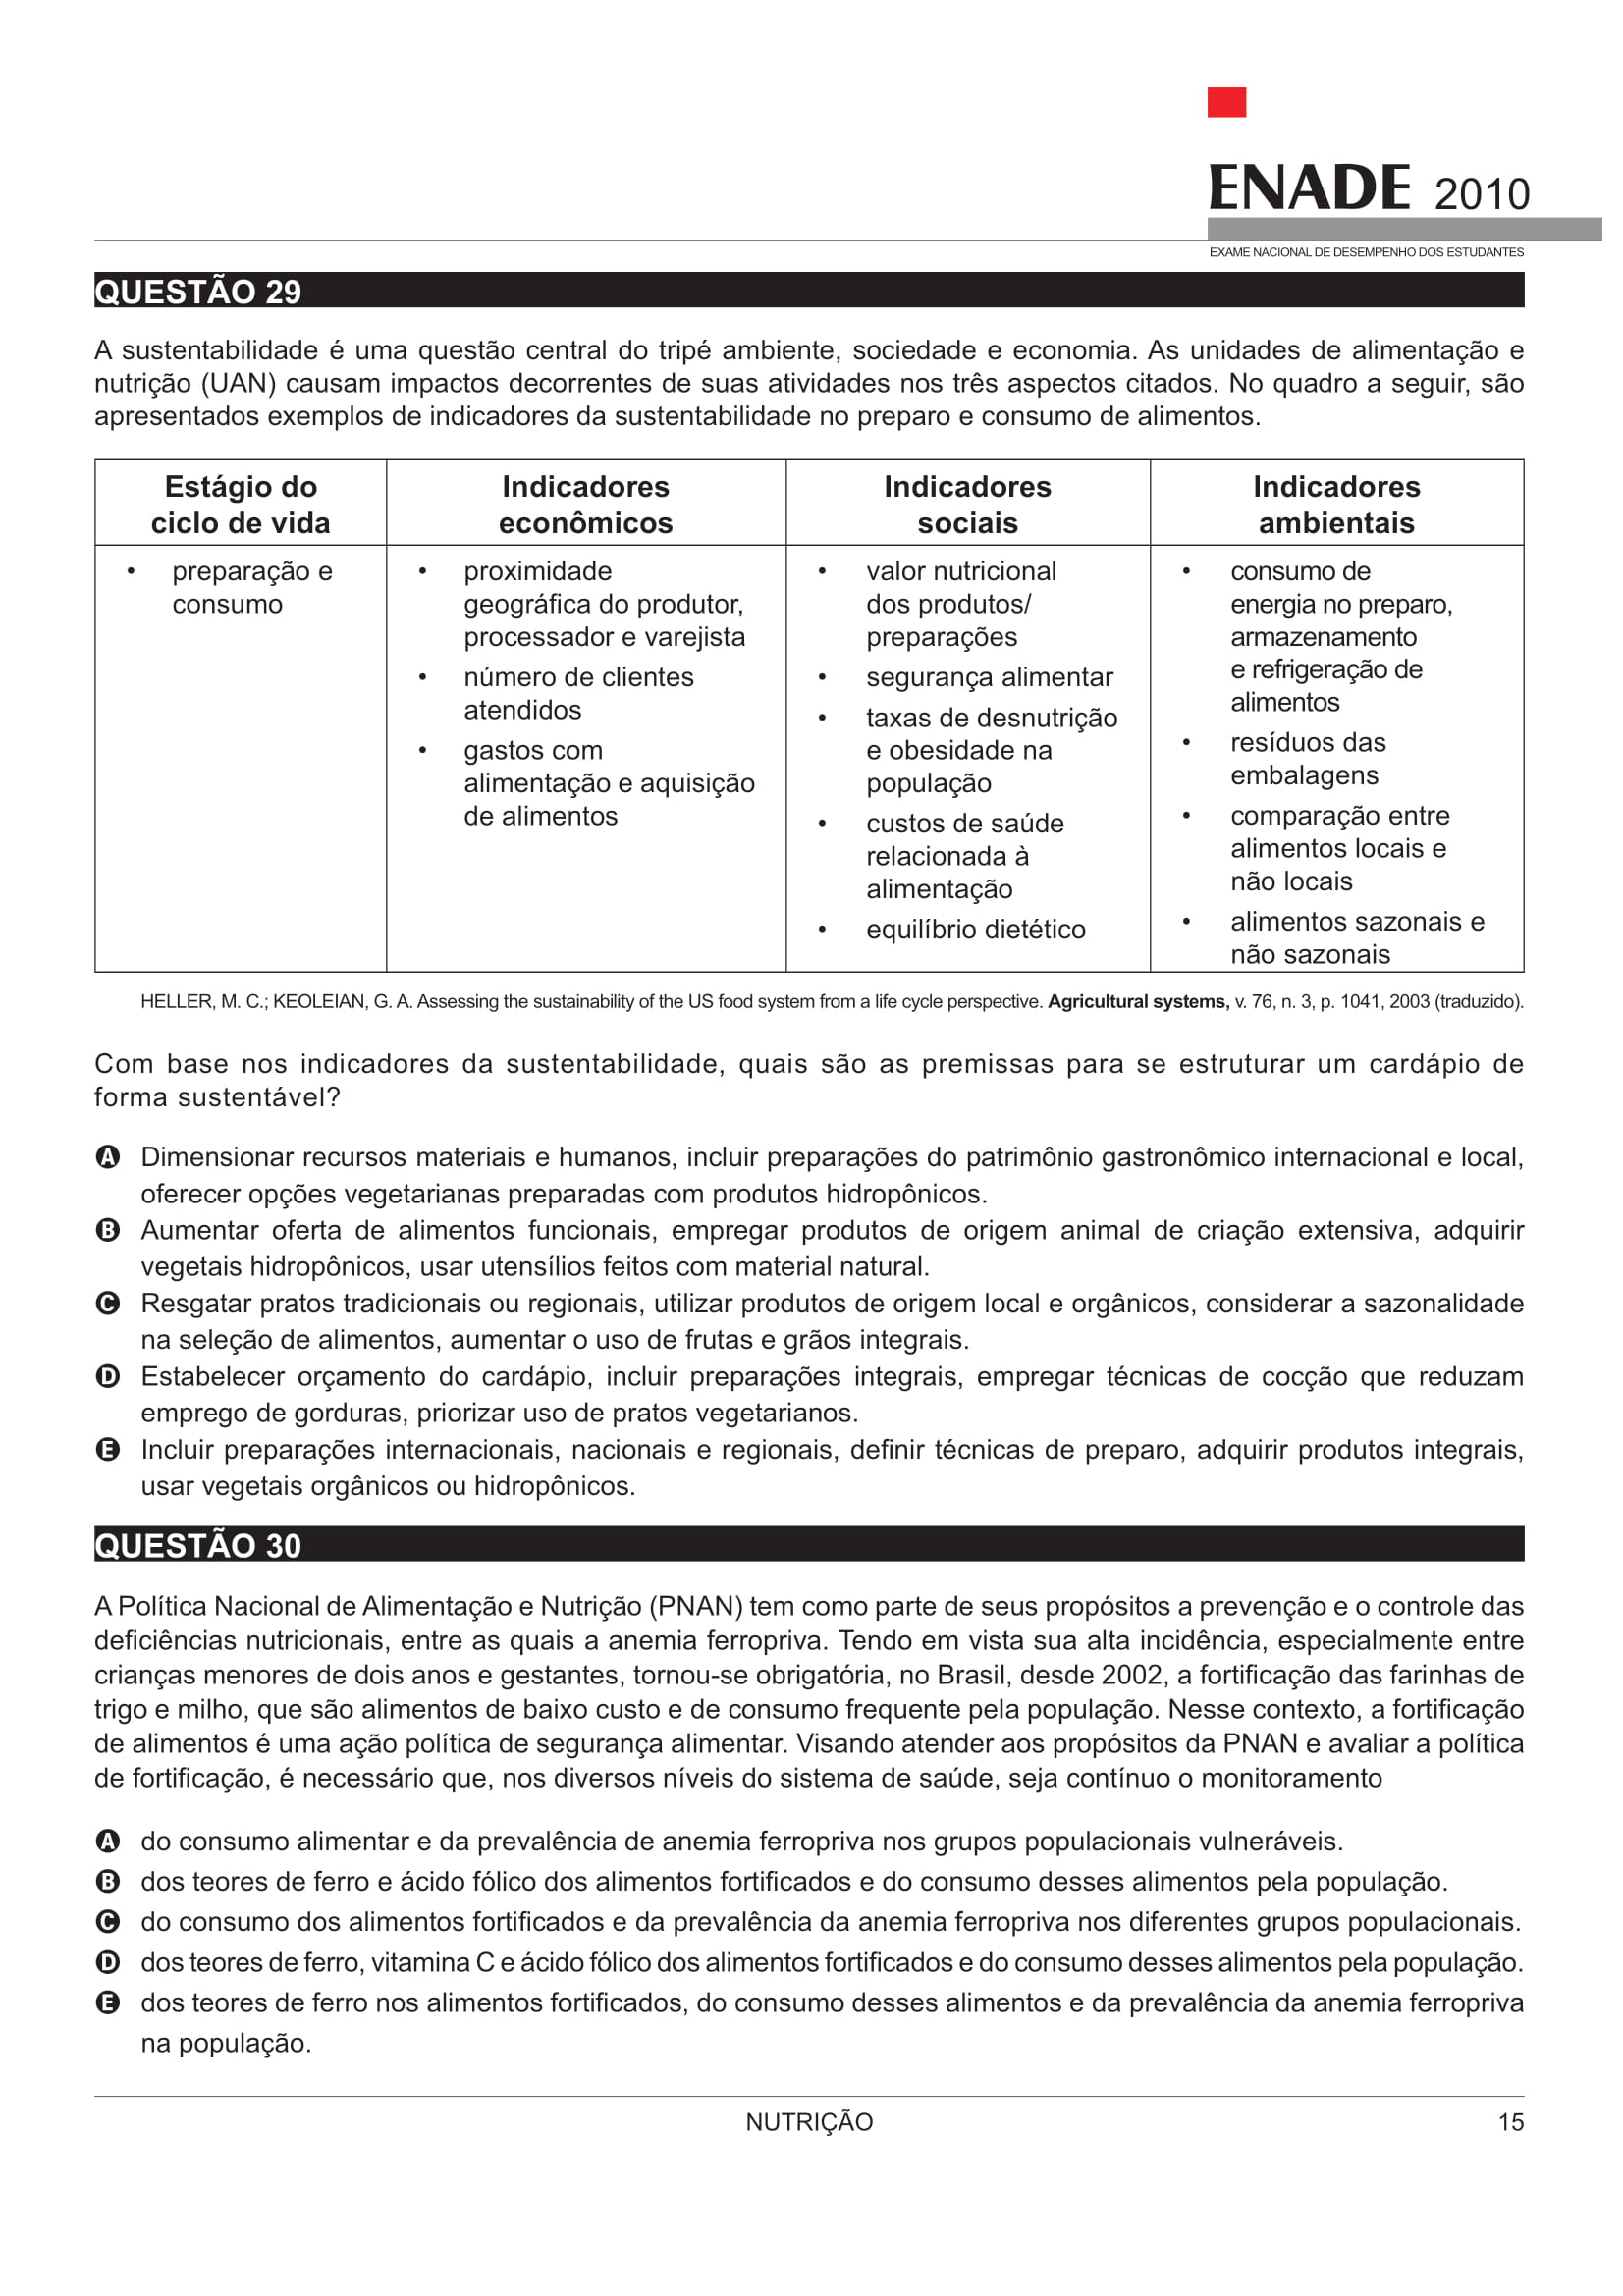 ENADE 2010
EXAME NACIONAL DE DESEMPENHO DOS ESTUDANTES
QUESTÃO 29
A sustentabilidade é uma questão central do tripé ambiente, sociedade e economia. As unidades de alimentação e
nutrição (UAN) causam impactos decorrentes de suas atividades nos três aspectos citados. No quadro a seguir, são
apresentados exemplos de indicadores da sustentabilidade no preparo e consumo de alimentos.
Estágio do
ciclo de vida
Indicadores
econômicos
Indicadores
sociais
Indicadores
ambientais
• preparação e
consumo
• proximidade
geográfica do produtor,
processador e varejista
• número de clientes
atendidos
• gastos com
alimentação e aquisição
de alimentos
• valor nutricional
dos produtos/
preparações
• segurança alimentar
• taxas de desnutrição
e obesidade na
população
• custos de saúde
relacionada à
alimentação
• equilíbrio dietético
• consumo de
energia no preparo,
armazenamento
e refrigeração de
alimentos
• resíduos das
embalagens
• comparação entre
alimentos locais e
não locais
• alimentos sazonais e
não sazonais
HELLER, M. C.; KEOLEIAN, G. A. Assessing the sustainability of the US food system from a life cycle perspective. Agricultural systems, v. 76, n. 3, p. 1041, 2003 (traduzido).
Com base nos indicadores da sustentabilidade, quais são as premissas para se estruturar um cardápio de
forma sustentável?
A Dimensionar recursos materiais e humanos, incluir preparações do patrimônio gastronômico internacional e local,
oferecer opções vegetarianas preparadas com produtos hidropônicos.
B Aumentar oferta de alimentos funcionais, empregar produtos de origem animal de criação extensiva, adquirir
vegetais hidropônicos, usar utensílios feitos com material natural.
C Resgatar pratos tradicionais ou regionais, utilizar produtos de origem local e orgânicos, considerar a sazonalidade
na seleção de alimentos, aumentar o uso de frutas e grãos integrais.
D Estabelecer orçamento do cardápio, incluir preparações integrais, empregar técnicas de cocção que reduzam
emprego de gorduras, priorizar uso de pratos vegetarianos.
E Incluir preparações internacionais, nacionais e regionais, definir técnicas de preparo, adquirir produtos integrais,
usar vegetais orgânicos ou hidropônicos.
QUESTÃO 30
A Política Nacional de Alimentação e Nutrição (PNAN) tem como parte de seus propósitos a prevenção e o controle das
deficiências nutricionais, entre as quais a anemia ferropriva. Tendo em vista sua alta incidência, especialmente entre
crianças menores de dois anos e gestantes, tornou-se obrigatória, no Brasil, desde 2002, a fortificação das farinhas de
trigo e milho, que são alimentos de baixo custo e de consumo frequente pela população. Nesse contexto, a fortificação
de alimentos é uma ação política de segurança alimentar. Visando atender aos propósitos da PNAN e avaliar a política
de fortificação, é necessário que, nos diversos níveis do sistema de saúde, seja contínuo o monitoramento
A do consumo alimentar e da prevalência de anemia ferropriva nos grupos populacionais vulneráveis.
B dos teores de ferro e ácido fólico dos alimentos fortificados e do consumo desses alimentos pela população.
C do consumo dos alimentos fortificados e da prevalência da anemia ferropriva nos diferentes grupos populacionais.
D dos teores de ferro, vitamina C e ácido fólico dos alimentos fortificados e do consumo desses alimentos pela população.
E dos teores de ferro nos alimentos fortificados, do consumo desses alimentos e da prevalência da anemia ferropriva
na população.
NUTRIÇÃO
15